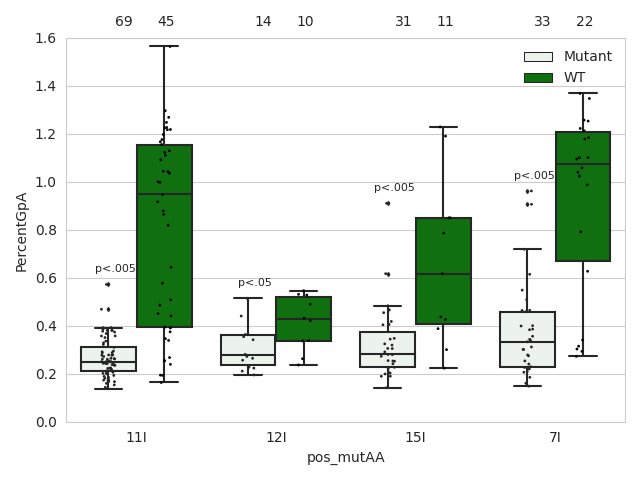 69 45 14 10 31 11 33 22
1.6
1.4
1.2
1.0
0.8
0.6
0.4
0.2
0.0
PercentGpA
Mutant
WT
p<.005
p<.05
p<.005
p<.005
11I 12I 15I 7I
pos_mutAA